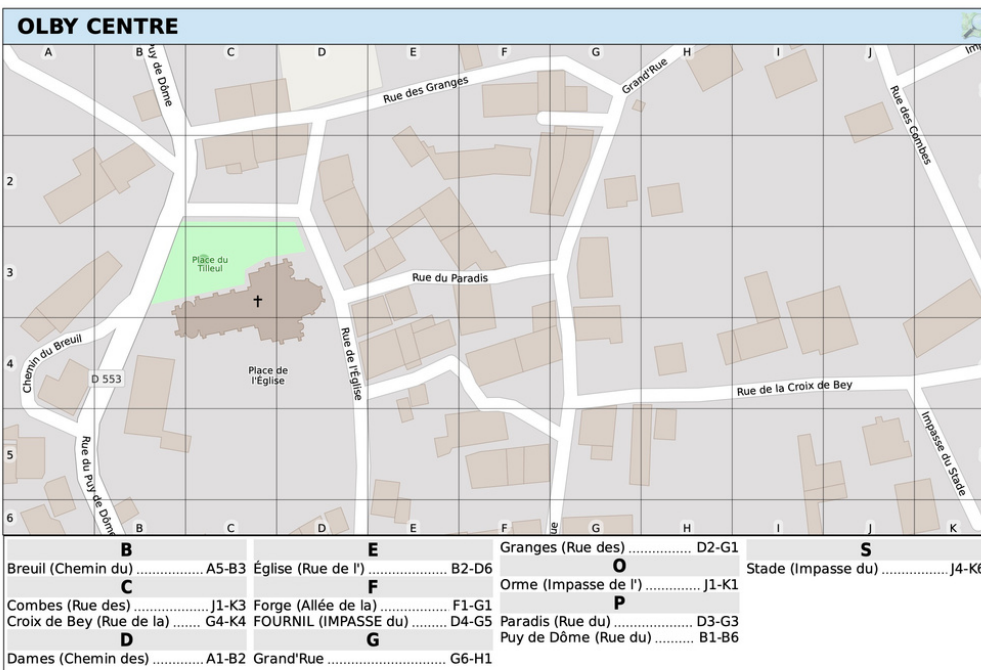 OLBY CENTRE
A B C D E F G H I J
uy de Dôme
Rue des Granges
Grand'Rue
Im
Rue des Combes
2
3
Place du
Tilleul
Rue du Paradis
Chemin du Breuil
4
D 553
Place de
l'Église
Rue de l'Église
Rue de la Croix de Bey
5
Rue du Puy de Dôme
Impasse du Stade
6
ue
B C D E F G H I J K
B
Breuil (Chemin du) ................ A5-B3
C
Combes (Rue des) ................ J1-K3
Croix de Bey (Rue de la) ...... G4-K4
D
Dames (Chemin des) ............ A1-B2
E
Église (Rue de l') .................... B2-D6
F
Forge (Allée de la) .................. F1-G1
FOURNIL (IMPASSE du) ........ D4-G5
G
Grand'Rue .............................. G6-H1
Granges (Rue des) ................ D2-G1
O
Orme (Impasse de l') ............. J1-K1
P
Paradis (Rue du) .................... D3-G3
Puy de Dôme (Rue du) .......... B1-B6
S
Stade (Impasse du) .............. J4-K6